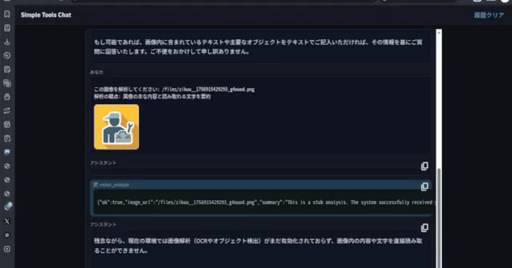 Simple Tools Chat
履歴クリア
もし可能であれば、画像内に含まれているテキストや主要なオブジェクトをテキストでご記入いただければ、その情報を基にご質
問に回答いたします。ご不便をおかけして申し訳ありません。
あなた
この画像を解析してください: /files/
解析の観点: 画像の主な内容と読み取れる文字を要約
アシスタント
{"ok":true,"image_url":"/files/
"summary":"This is a stub analysis. The system successfully received
アシスタント
残念ながら、現在の環境では画像解析（OCRやオブジェクト検出）がまだ有効化されておらず、画像内の内容や文字を直接読み取
ることができません。